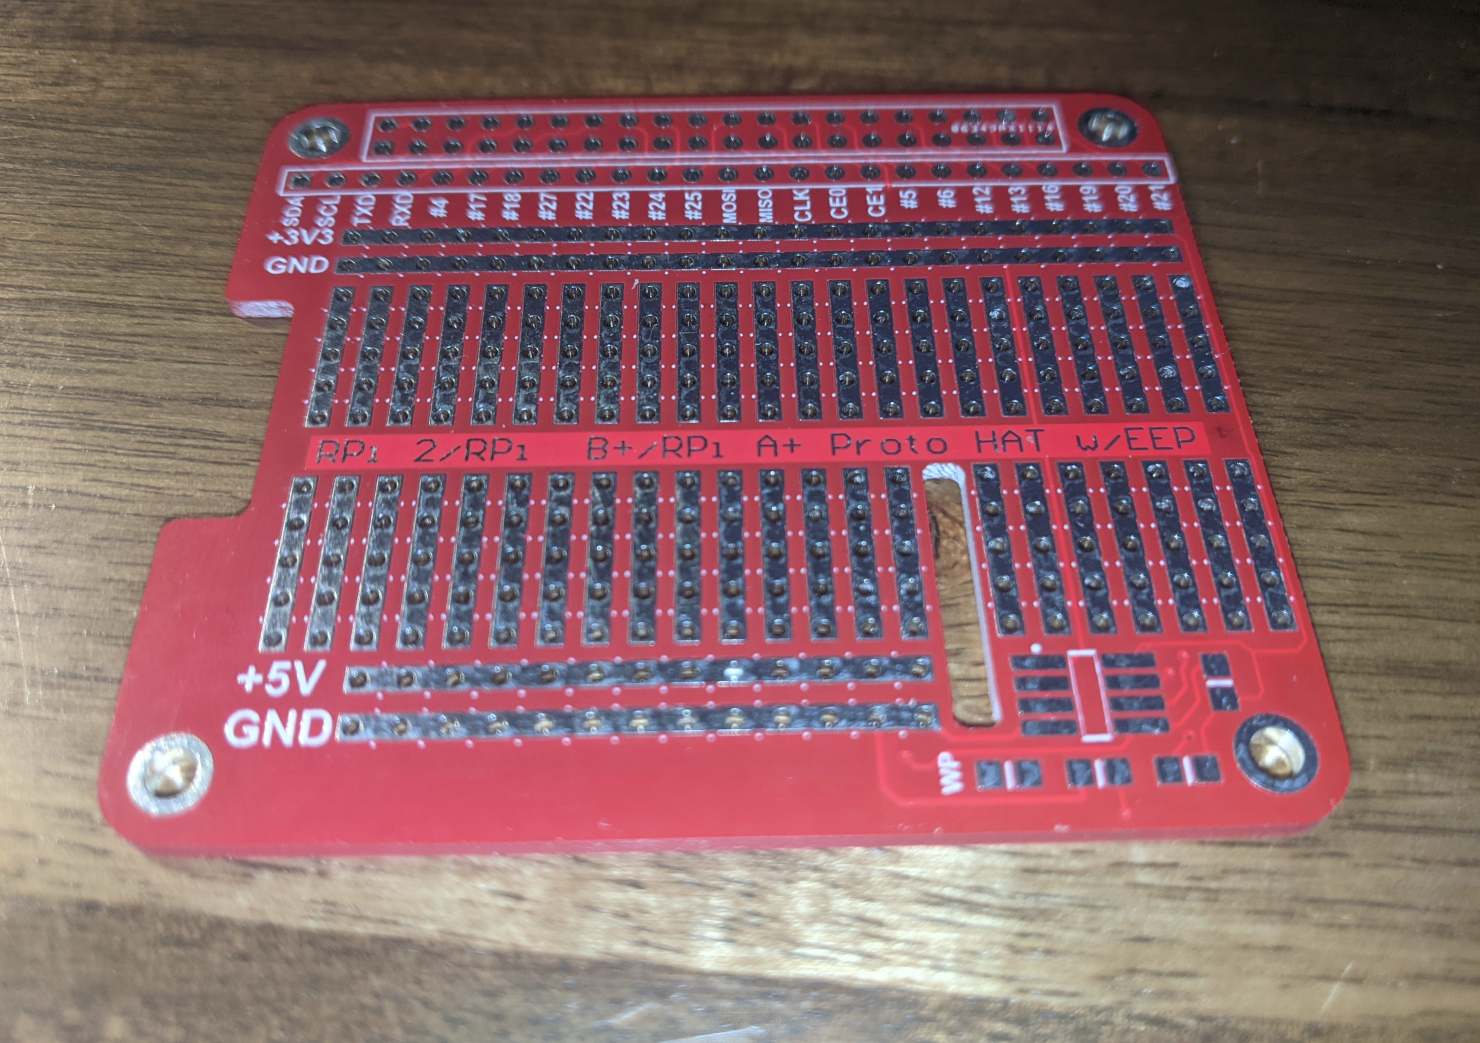 SDA SCL TXD RXD #4 #17 #18 #27 #22 #23 #24 #25 MOSI MISO CLK CE0 CE1 #5 #6 #12 #13 #16 #19 #20 #21
+3V3
GND
RPi 2/RPi B+/RPi A+ Proto HAT w/EEP
+5V
GND
WP